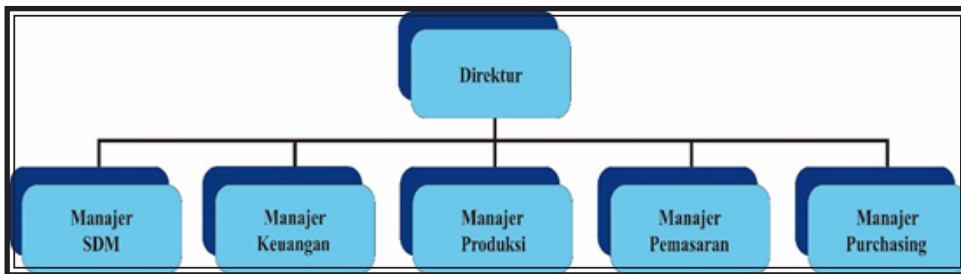 Direktur
Manajer
SDM
Manajer
Keuangan
Manajer
Produksi
Manajer
Pemasaran
Manajer
Purchasing